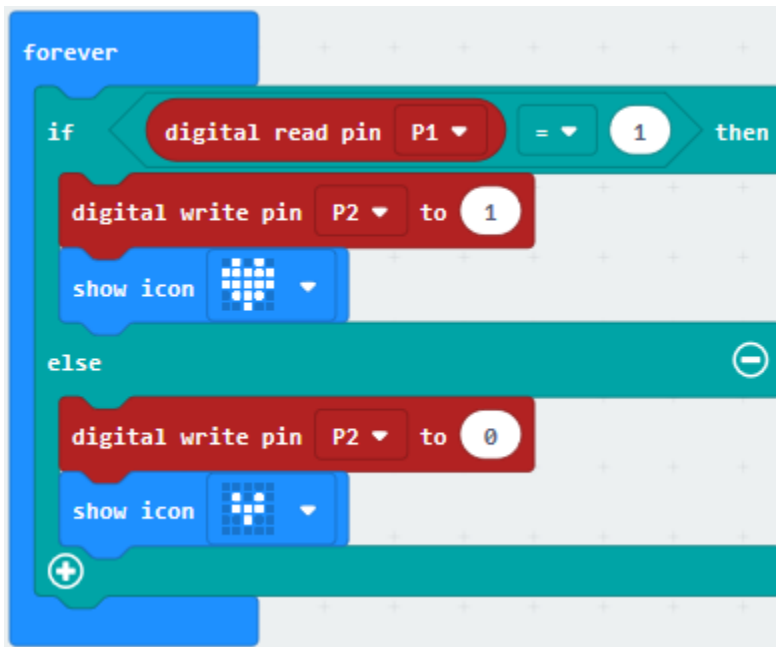 forever
if digital read pin P1 = 1 then
digital write pin P2 to 1
show icon
else
digital write pin P2 to 0
show icon